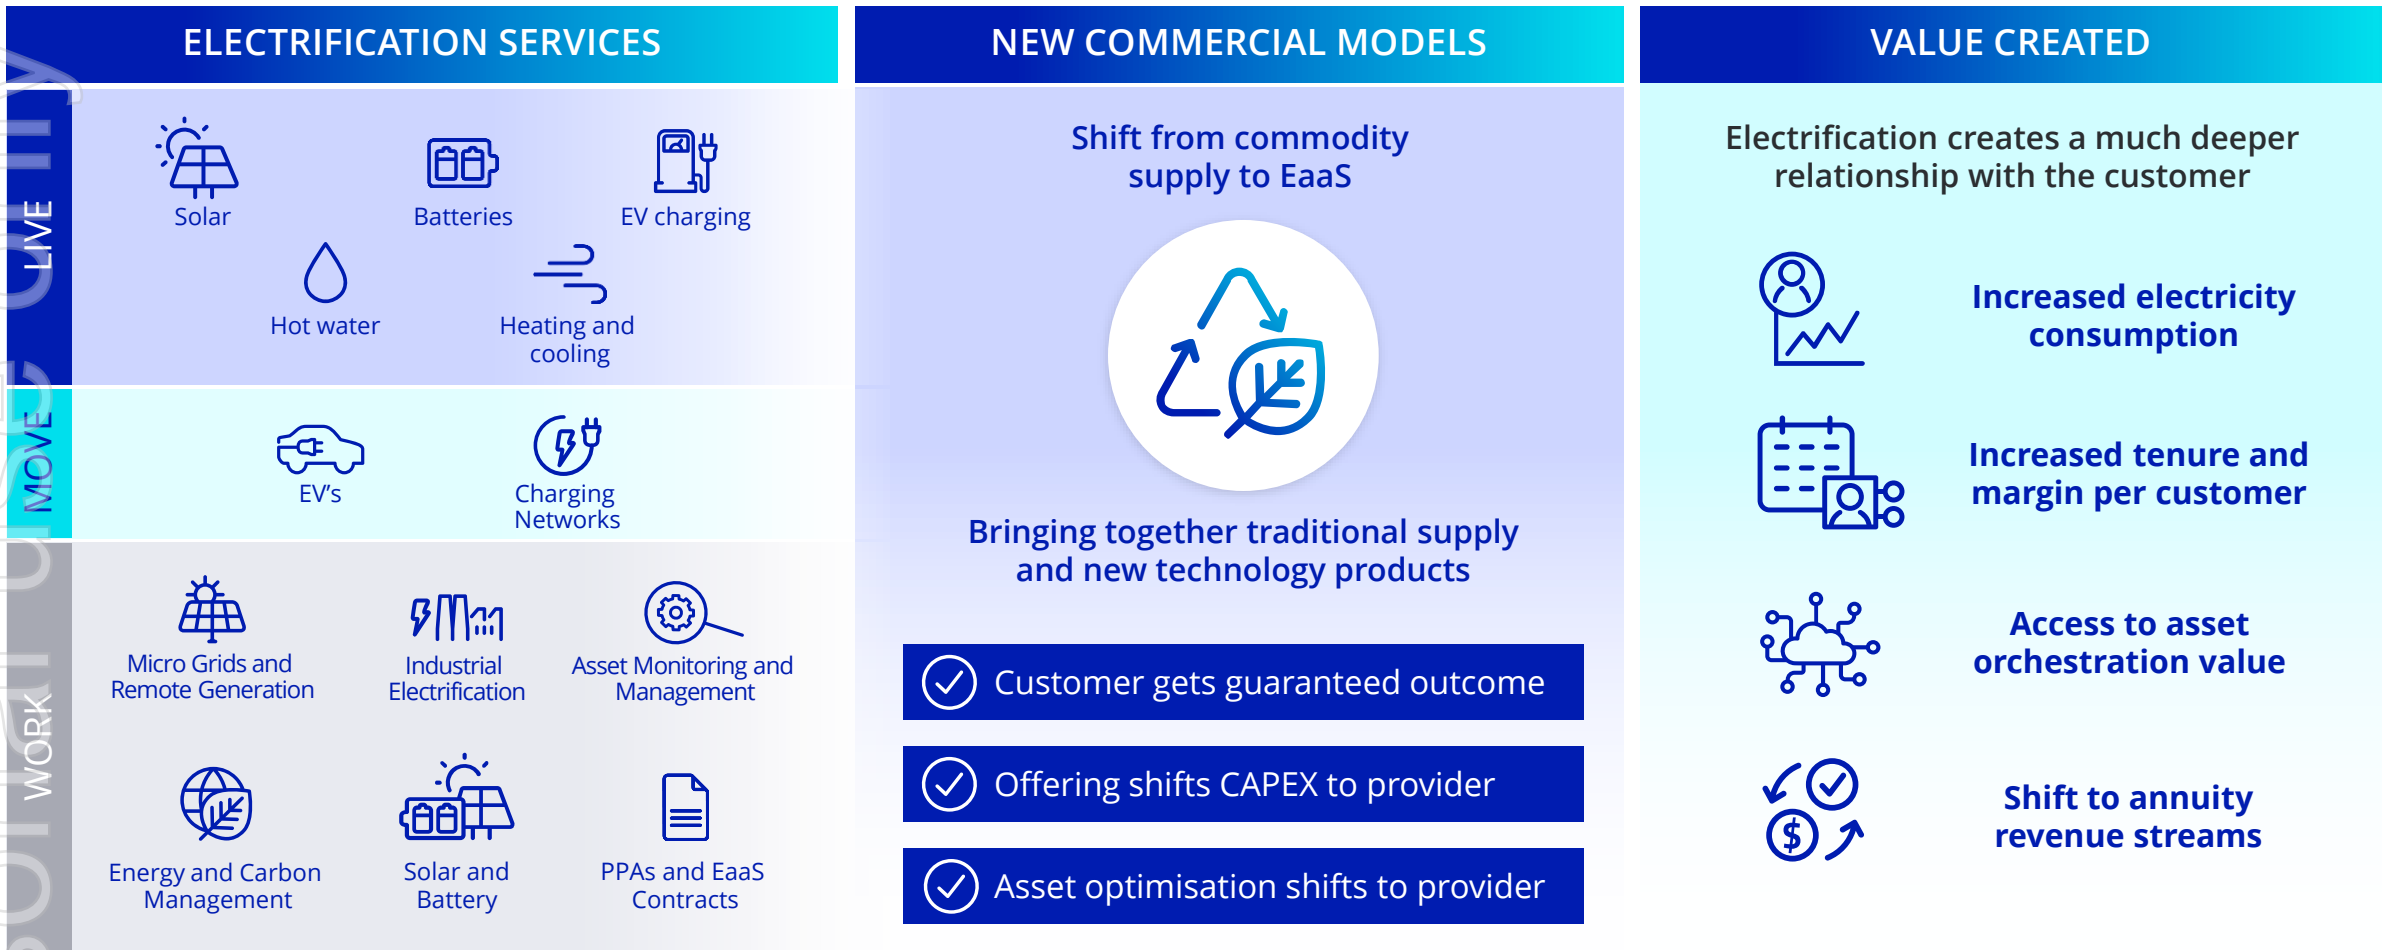 ELECTRIFICATION SERVICES
LIVE
Solar
Batteries
EV charging
Hot water
Heating and
cooling
MOVE
EV’s
Charging
Networks
WORK
Micro Grids and
Remote Generation
Industrial
Electrification
Asset Monitoring and
Management
Energy and Carbon
Management
Solar and
Battery
PPAs and EaaS
Contracts
NEW COMMERCIAL MODELS
Shift from commodity
supply to EaaS
Bringing together traditional supply
and new technology products
Customer gets guaranteed outcome
Offering shifts CAPEX to provider
Asset optimisation shifts to provider
VALUE CREATED
Electrification creates a much deeper
relationship with the customer
Increased electricity
consumption
Increased tenure and
margin per customer
Access to asset
orchestration value
$
Shift to annuity
revenue streams
use only